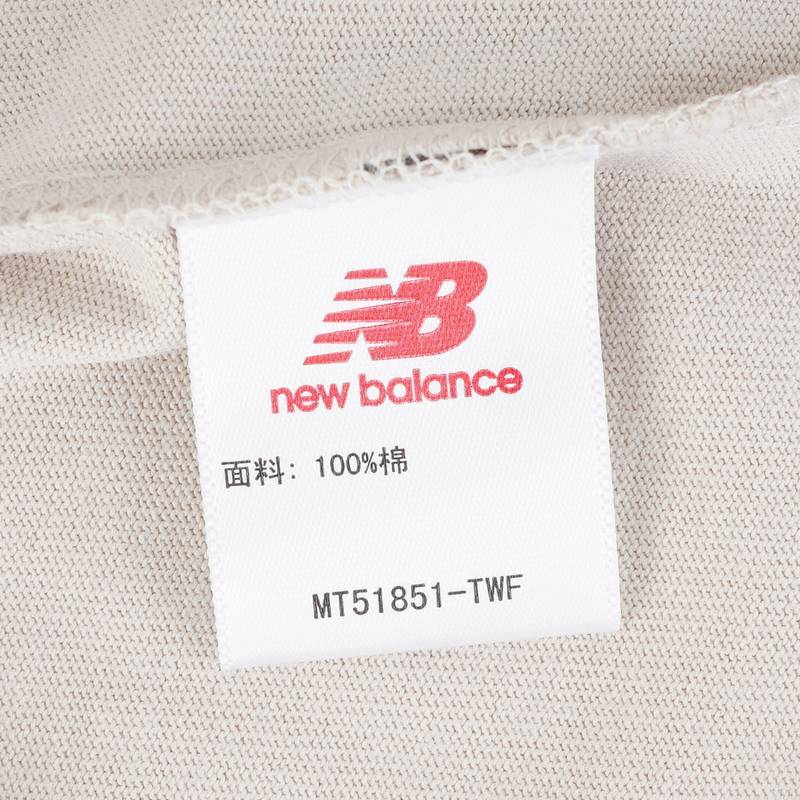 NB
new balance
面料: 100%棉
MT51851-TWF